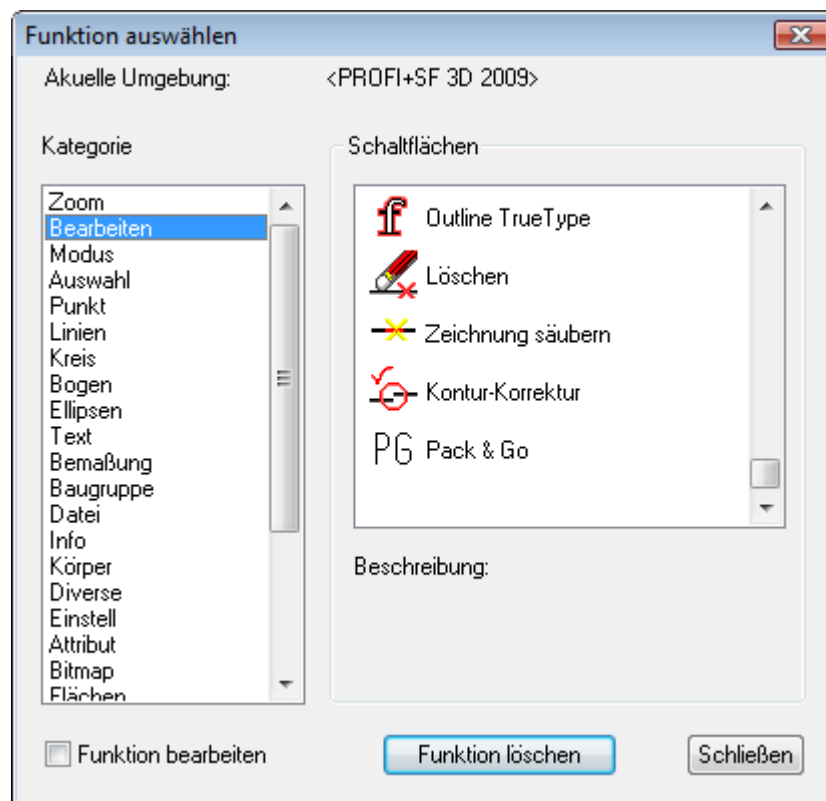 Funktion auswählen
Akuelle Umgebung: <PROFI+SF 3D 2009>
Kategorie
Zoom
Bearbeiten
Modus
Auswahl
Punkt
Linien
Kreis
Bogen
Ellipsen
Text
Bemaßung
Baugruppe
Datei
Info
Körper
Diverse
Einstell
Attribut
Bitmap
Flächen
Schaltflächen
f Outline TrueType
Löschen
Zeichnung säubern
Kontur-Korrektur
PG Pack & Go
Beschreibung:
Funktion bearbeiten
Funktion löschen
Schließen